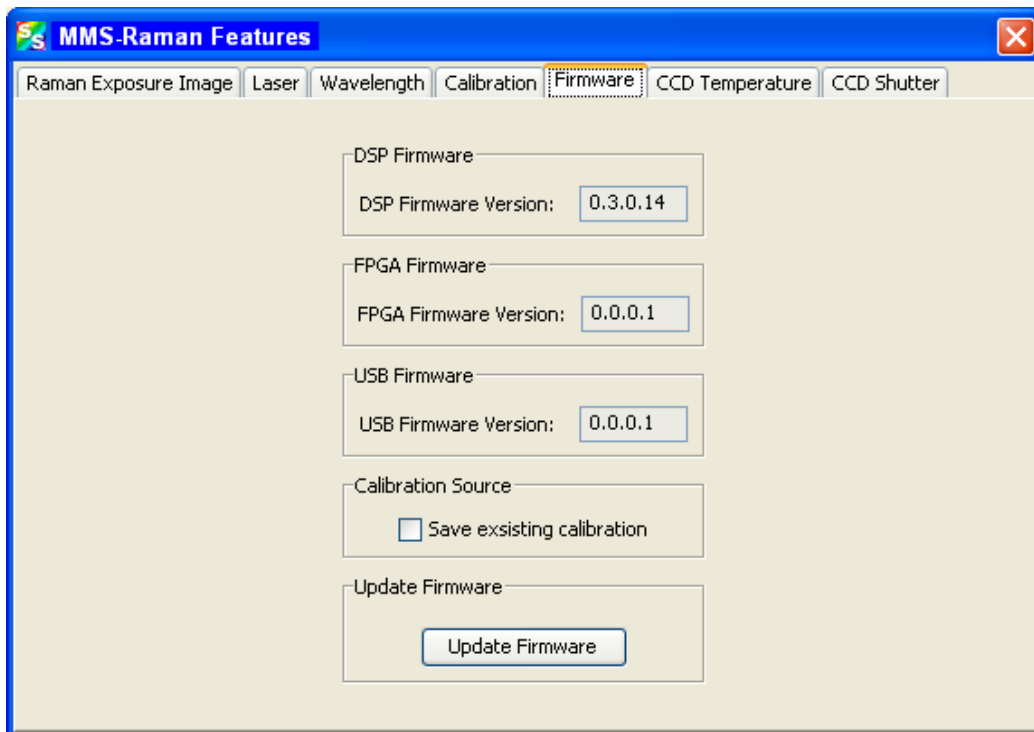 SS MMS-Raman Features
Raman Exposure Image Laser Wavelength Calibration Firmware CCD Temperature CCD Shutter
DSP Firmware
DSP Firmware Version: 0.3.0.14
FPGA Firmware
FPGA Firmware Version: 0.0.0.1
USB Firmware
USB Firmware Version: 0.0.0.1
Calibration Source
Save exsisting calibration
Update Firmware
Update Firmware